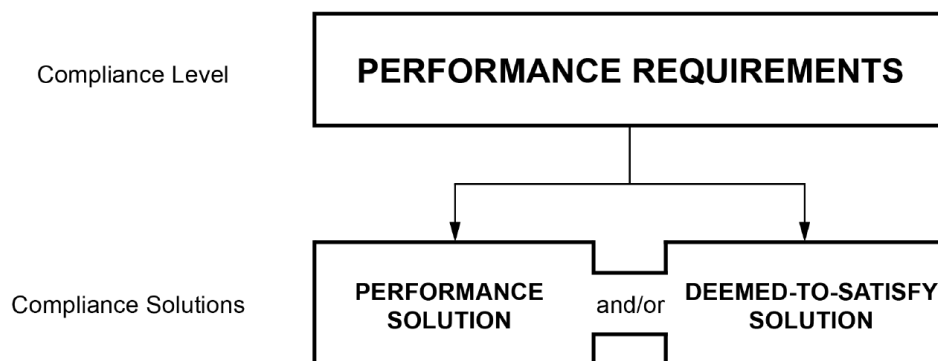 Compliance Level
PERFORMANCE REQUIREMENTS
Compliance Solutions
PERFORMANCE
SOLUTION
and/or
DEEMED-TO-SATISFY
SOLUTION